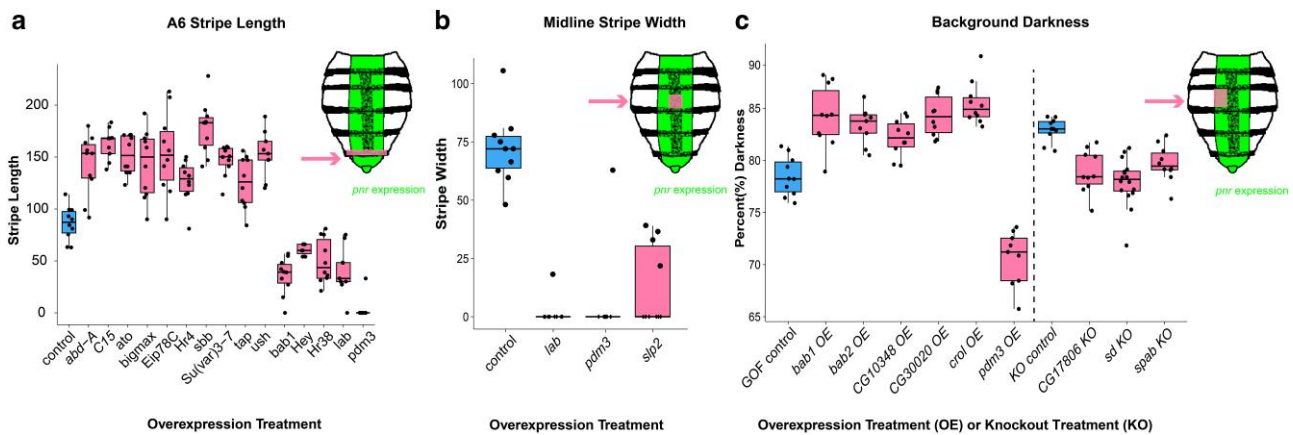 a
A6 Stripe Length
Stripe Length
200
150
100
50
0
pnr expression
control
abd-A
C15
ato
bigmax
Eip78C
Hr4
sbb
Su(var)3-7
tap
ush
bab1
Hey
Hr38
lab
pdm3
Overexpression Treatment
b
Midline Stripe Width
Stripe Width
100
75
50
25
0
pnr expression
control
lab
pdm3
slp2
Overexpression Treatment
c
Background Darkness
Percent(%) Darkness
90
85
80
75
70
65
pnr expression
GOF control
bab1 OE
bab2 OE
CG10348 OE
CG30020 OE
crol OE
pdm3 OE
KO control
CG17806 KO
sd KO
spab KO
Overexpression Treatment (OE) or Knockout Treatment (KO)